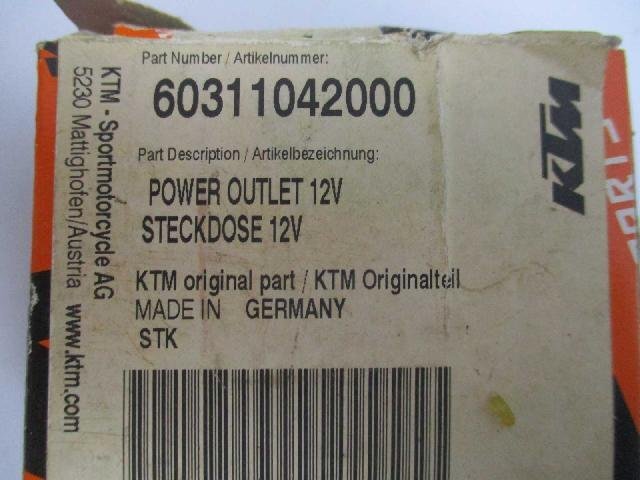 Part Number / Artikelnummer:
60311042000
Part Description / Artikelbezeichnung:
POWER OUTLET 12V
STECKDOSE 12V
KTM original part / KTM Originalteil
MADE IN GERMANY
STK
KTM - Sportmotorcycle AG
5230 Mattighofen/Austria www.ktm.com
KTM
PARTS